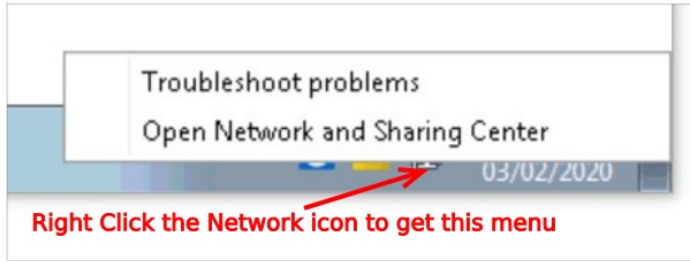 Troubleshoot problems
Open Network and Sharing Center
03/02/2020
Right Click the Network icon to get this menu